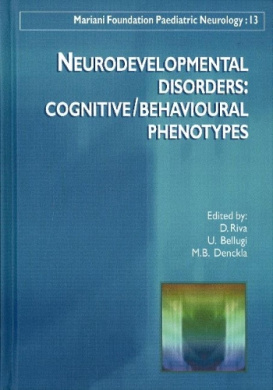 Mariani Foundation Paediatric Neurology : 13
NEURODEVELOPMENTAL
DISORDERS:
COGNITIVE/BEHAVIOURAL
PHENOTYPES
Edited by:
D. Riva
U. Bellugi
M.B. Denckla